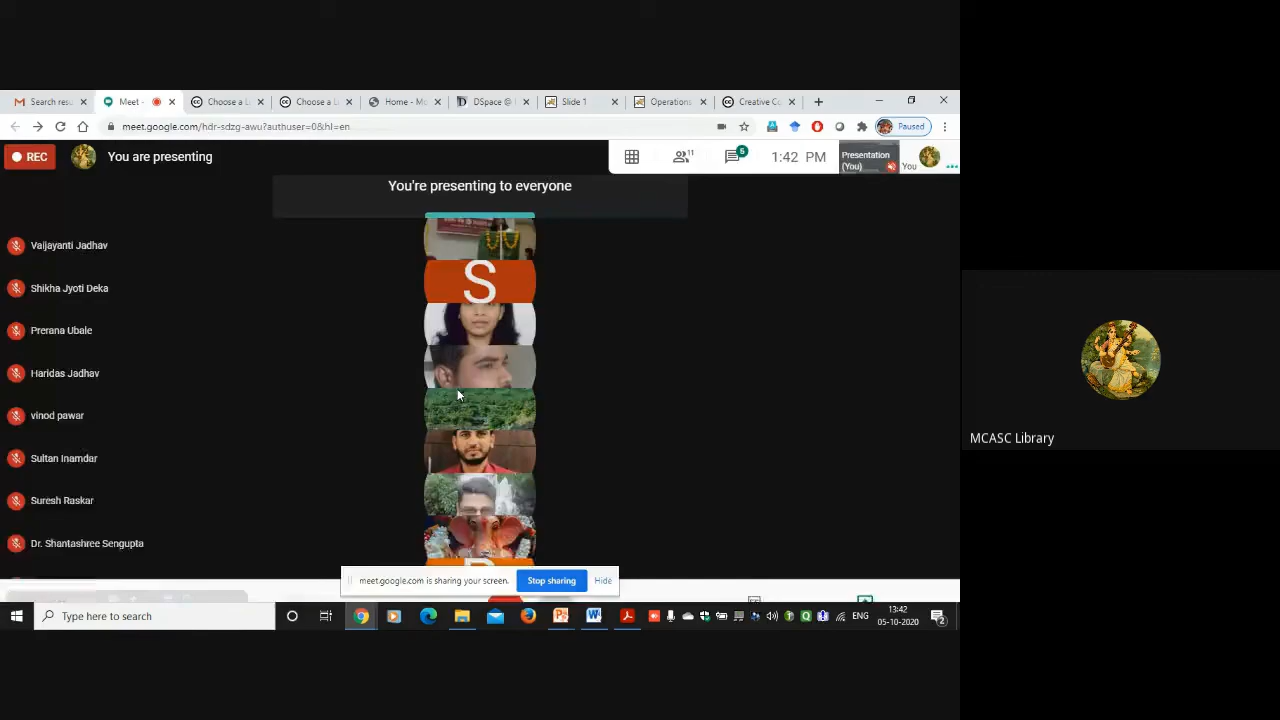 Search resu
Meet -
Choose a L
Choose a L
Home - Mo
DSpace @
Slide 1
Operations
Creative Co
meet.google.com/hdr-sdzg-awu?authuser=0&hl=en
Paused
REC
You are presenting
11
5
1:42 PM
Presentation
(You)
You
You're presenting to everyone
Vaijayanti Jadhav
S
Shikha Jyoti Deka
Prerana Ubale
Haridas Jadhav
vinod pawar
Sultan Inamdar
Suresh Raskar
Dr. Shantashree Sengupta
MCASC Library
meet.google.com is sharing your screen.
Stop sharing
Hide
Type here to search
ENG
13:42
05-10-2020
2